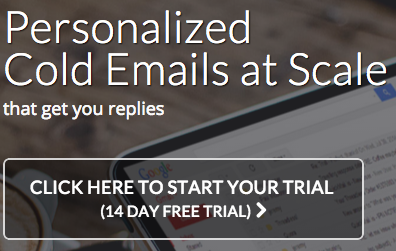 Personalized
Cold Emails at Scale
that get you replies
Google
CLICK HERE TO START YOUR TRIAL
(14 DAY FREE TRIAL) >